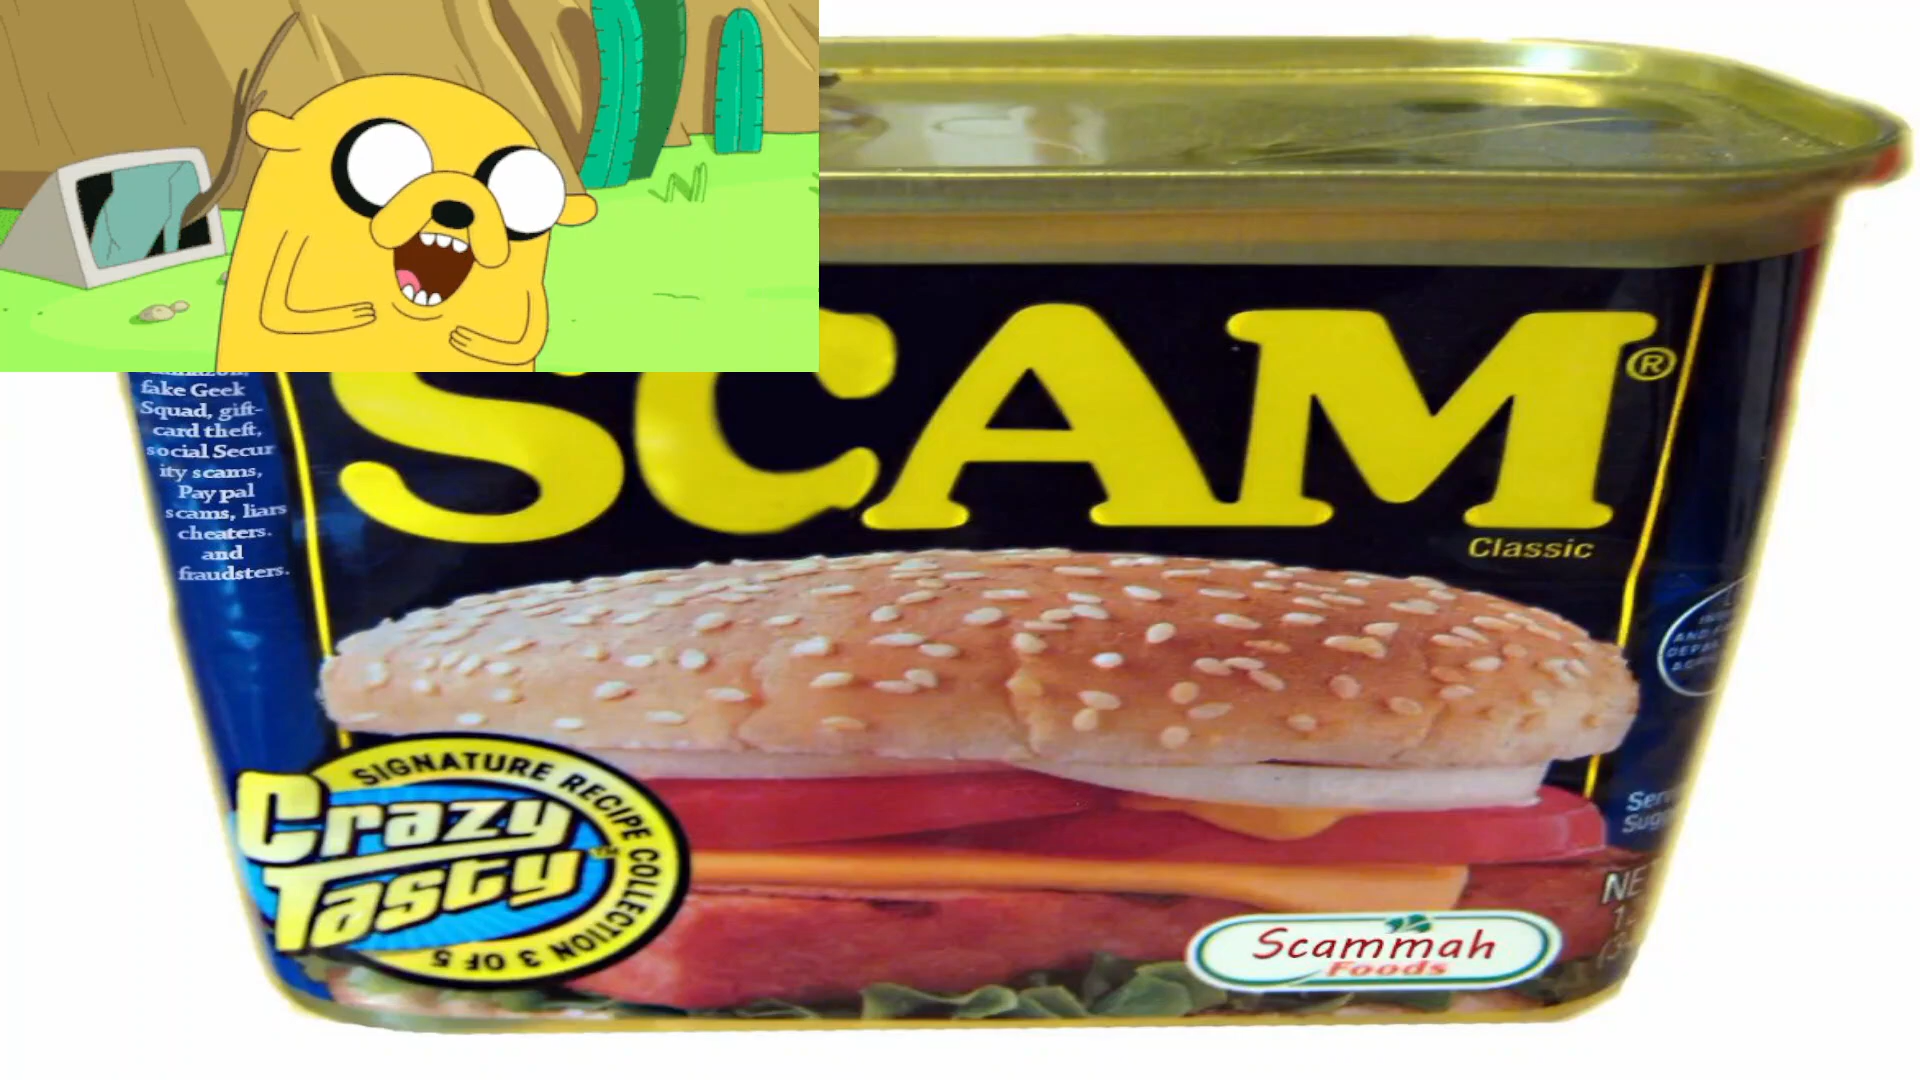 SCAM®
Classic
fake Geek
Squad, gift-
card theft,
social Secur
ity scams,
Pay pal
scams, liars
cheaters.
and
fraudsters.
SIGNATURE RECIPE COLLECTION 3 OF 5
Crazy
Tasty™
Scammah
Foods